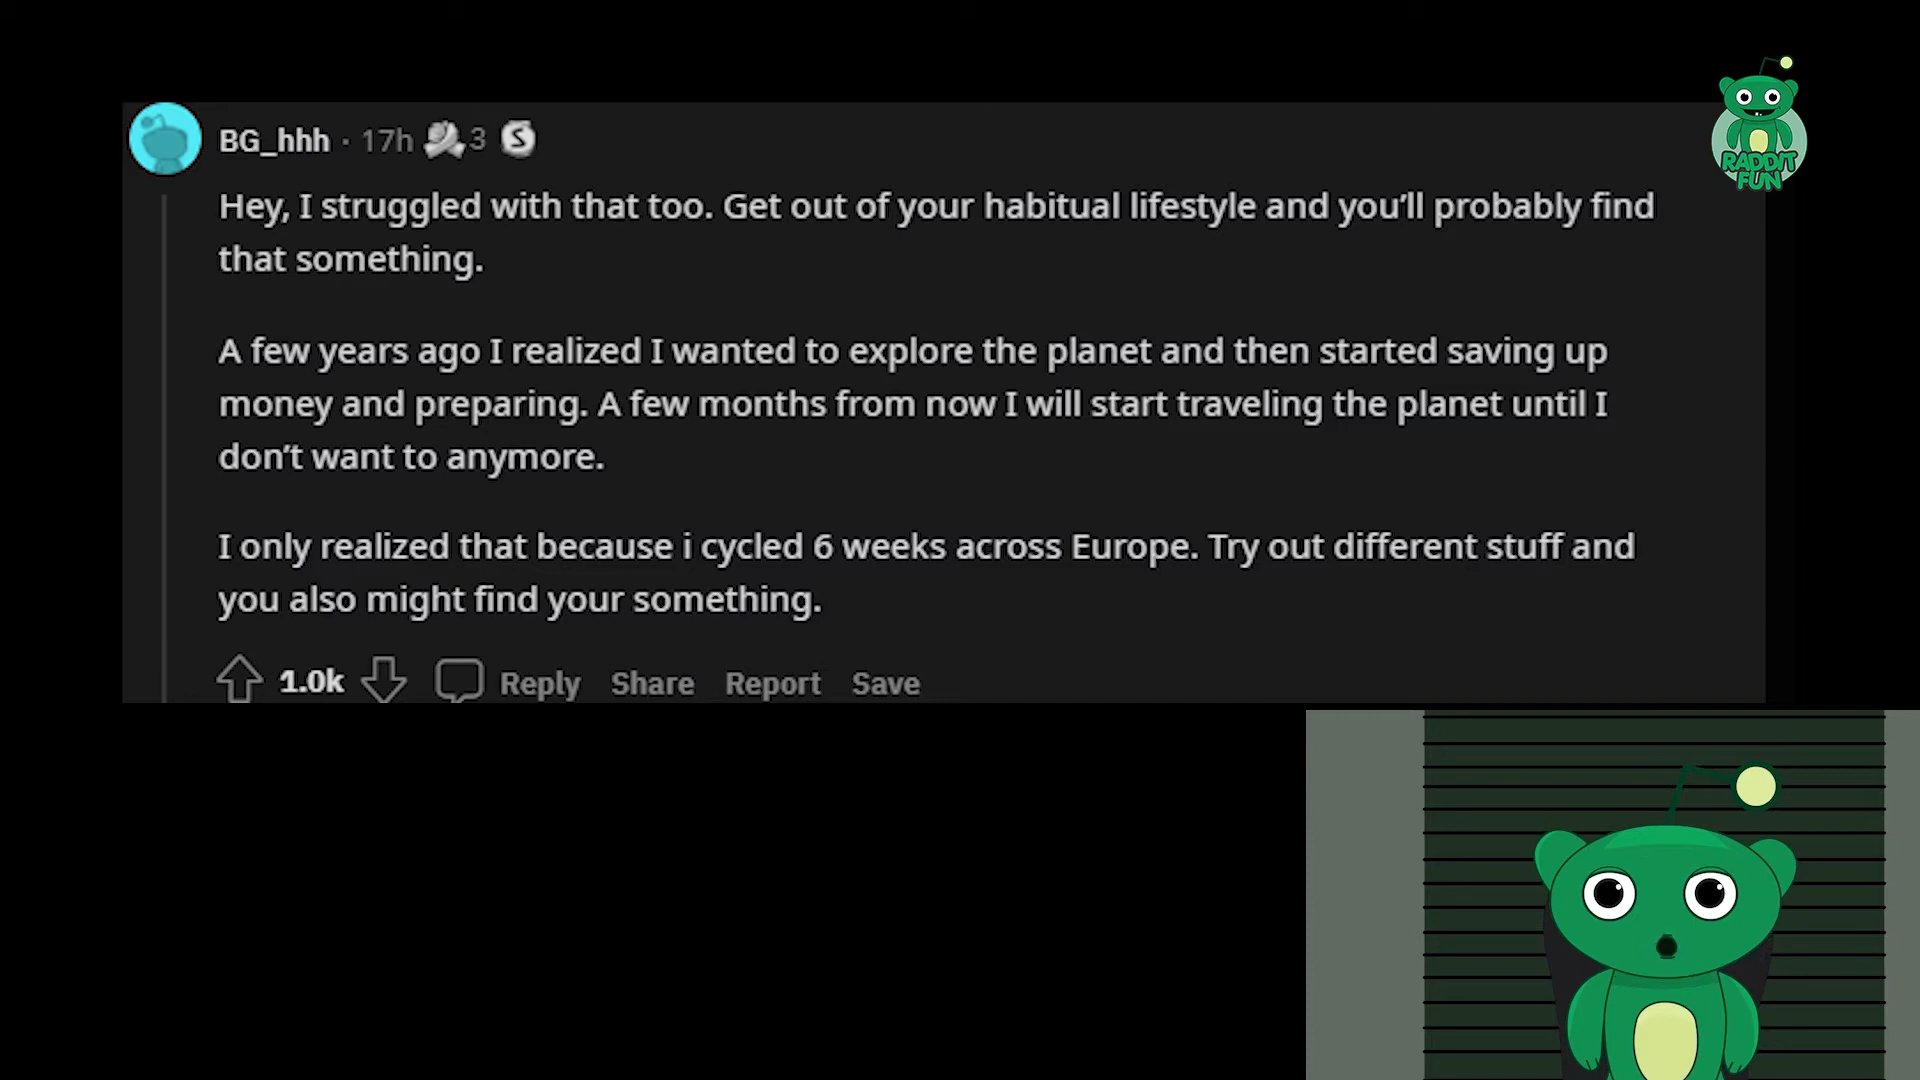 BG_hhh · 17h 3 S
RADDIT
FUN
Hey, I struggled with that too. Get out of your habitual lifestyle and you’ll probably find
that something.
A few years ago I realized I wanted to explore the planet and then started saving up
money and preparing. A few months from now I will start traveling the planet until I
don’t want to anymore.
I only realized that because i cycled 6 weeks across Europe. Try out different stuff and
you also might find your something.
1.0k Reply Share Report Save